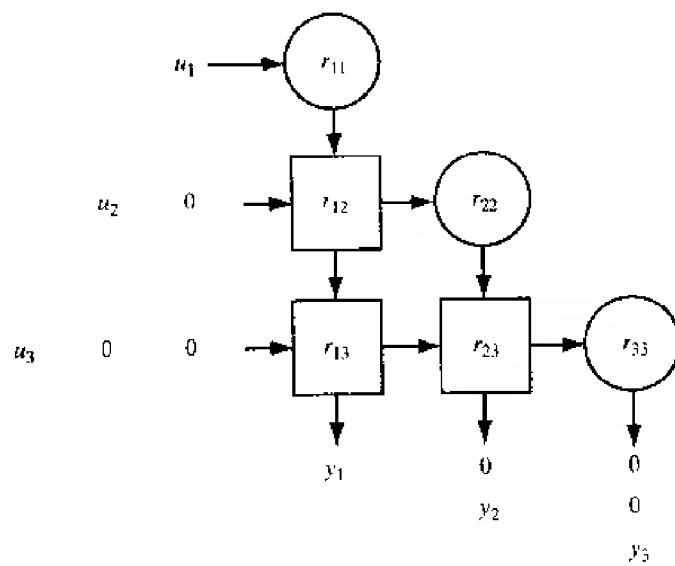 u₁ r₁₁
u₂ 0 r₁₂ r₂₂
u₃ 0 0 r₁₃ r₂₃ r₃₃
y₁ 0 0
y₂ 0
y₃